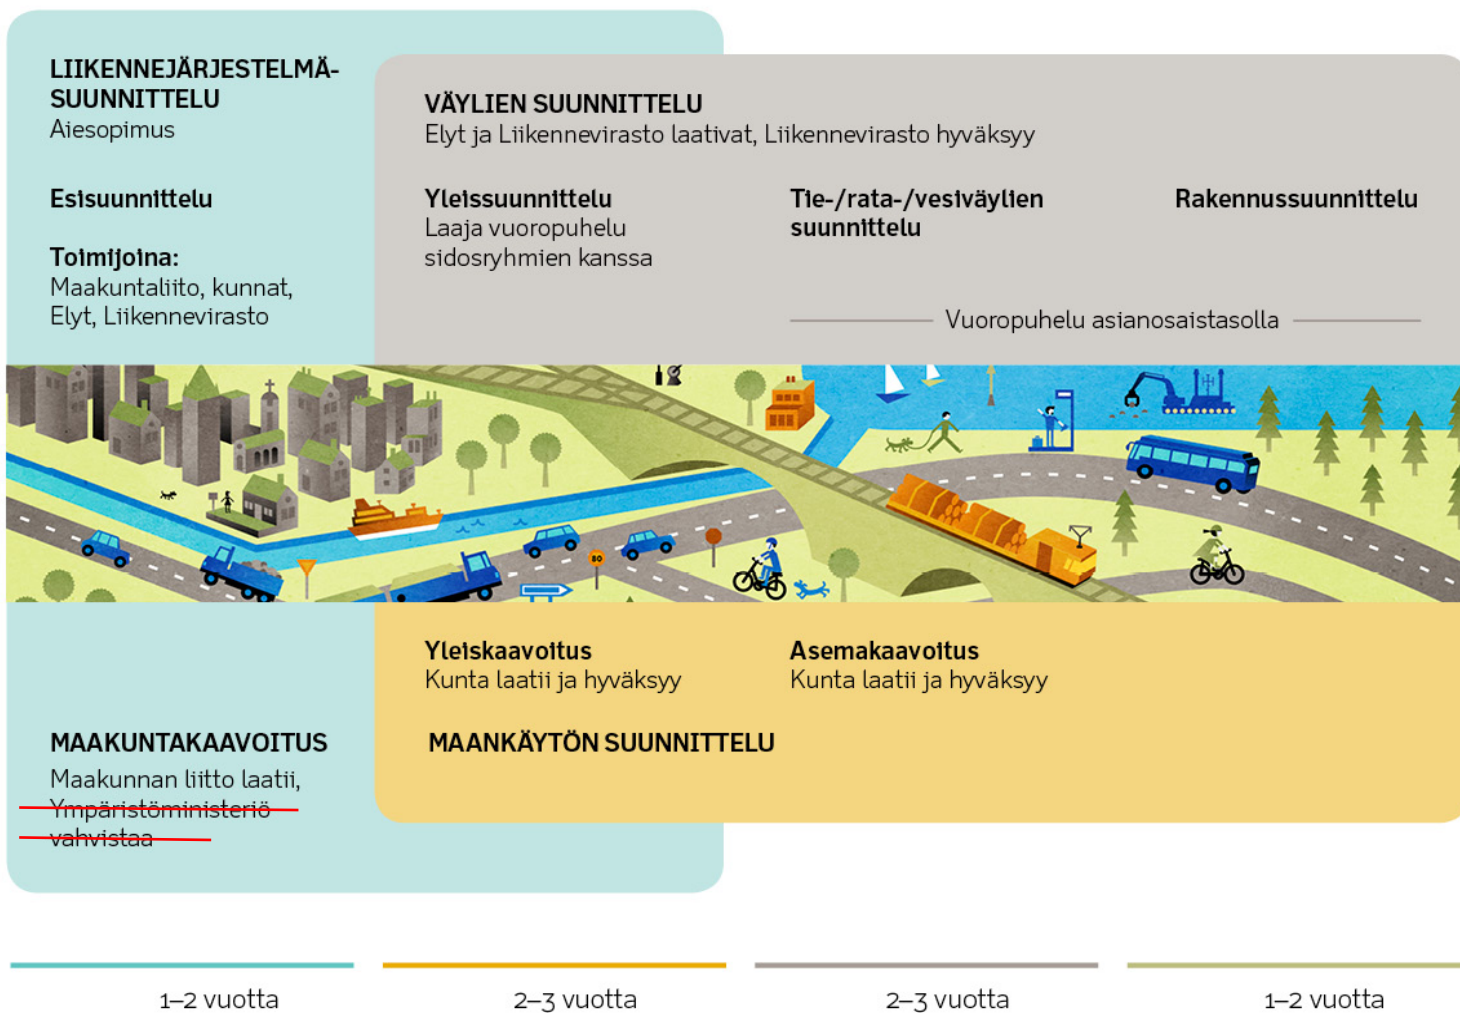 LIIKENNEJÄRJESTELMÄ-
SUUNNITTELU
Aiesopimus
Esisuunnittelu
Toimijoina:
Maakuntaliito, kunnat,
Elyt, Liikennevirasto
VÄYLIEN SUUNNITTELU
Elyt ja Liikennevirasto laativat, Liikennevirasto hyväksyy
Yleissuunnittelu
Laaja vuoropuhelu
sidosryhmien kanssa
Tie-/rata-/vesiväylien
suunnittelu
Rakennussuunnittelu
Vuoropuhelu asianosaistasolla
80
Yleiskaavoitus
Kunta laatii ja hyväksyy
Asemakaavoitus
Kunta laatii ja hyväksyy
MAANKÄYTÖN SUUNNITTELU
MAAKUNTAKAAVOITUS
Maakunnan liitto laatii,
Ympäristöministeriö
vahvistaa
1–2 vuotta
2–3 vuotta
2–3 vuotta
1–2 vuotta